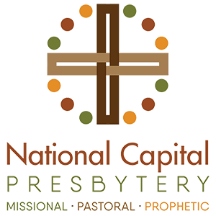 National Capital
PRESBYTERY
MISSIONAL · PASTORAL · PROPHETIC